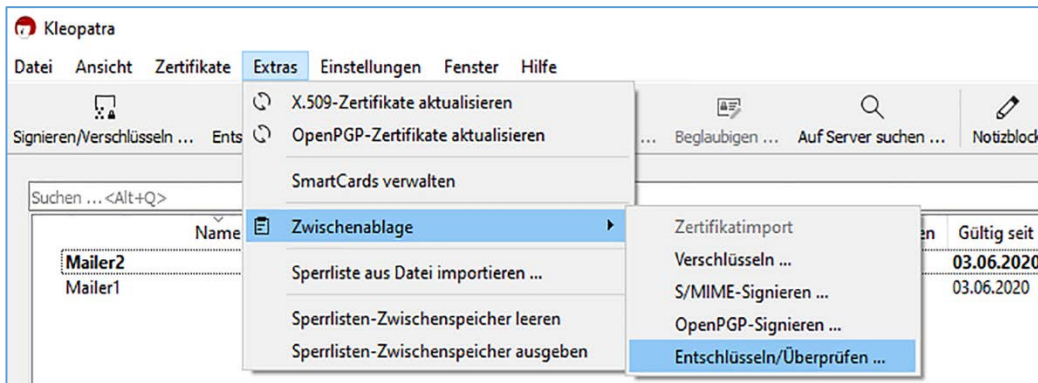 Kleopatra
Datei Ansicht Zertifikate Extras Einstellungen Fenster Hilfe
X.509-Zertifikate aktualisieren
OpenPGP-Zertifikate aktualisieren
SmartCards verwalten
Zwischenablage
Sperrliste aus Datei importieren ...
Sperrlisten-Zwischenspeicher leeren
Sperrlisten-Zwischenspeicher ausgeben
Zertifikatimport
Verschlüsseln ...
S/MIME-Signieren ...
OpenPGP-Signieren ...
Entschlüsseln/Überprüfen ...
Signieren/Verschlüsseln ... Ents ... Beglaubigen ... Auf Server suchen ... Notizblock
Suchen ...<Alt+Q>
Name en Gültig seit
Mailer2 03.06.2020
Mailer1 03.06.2020